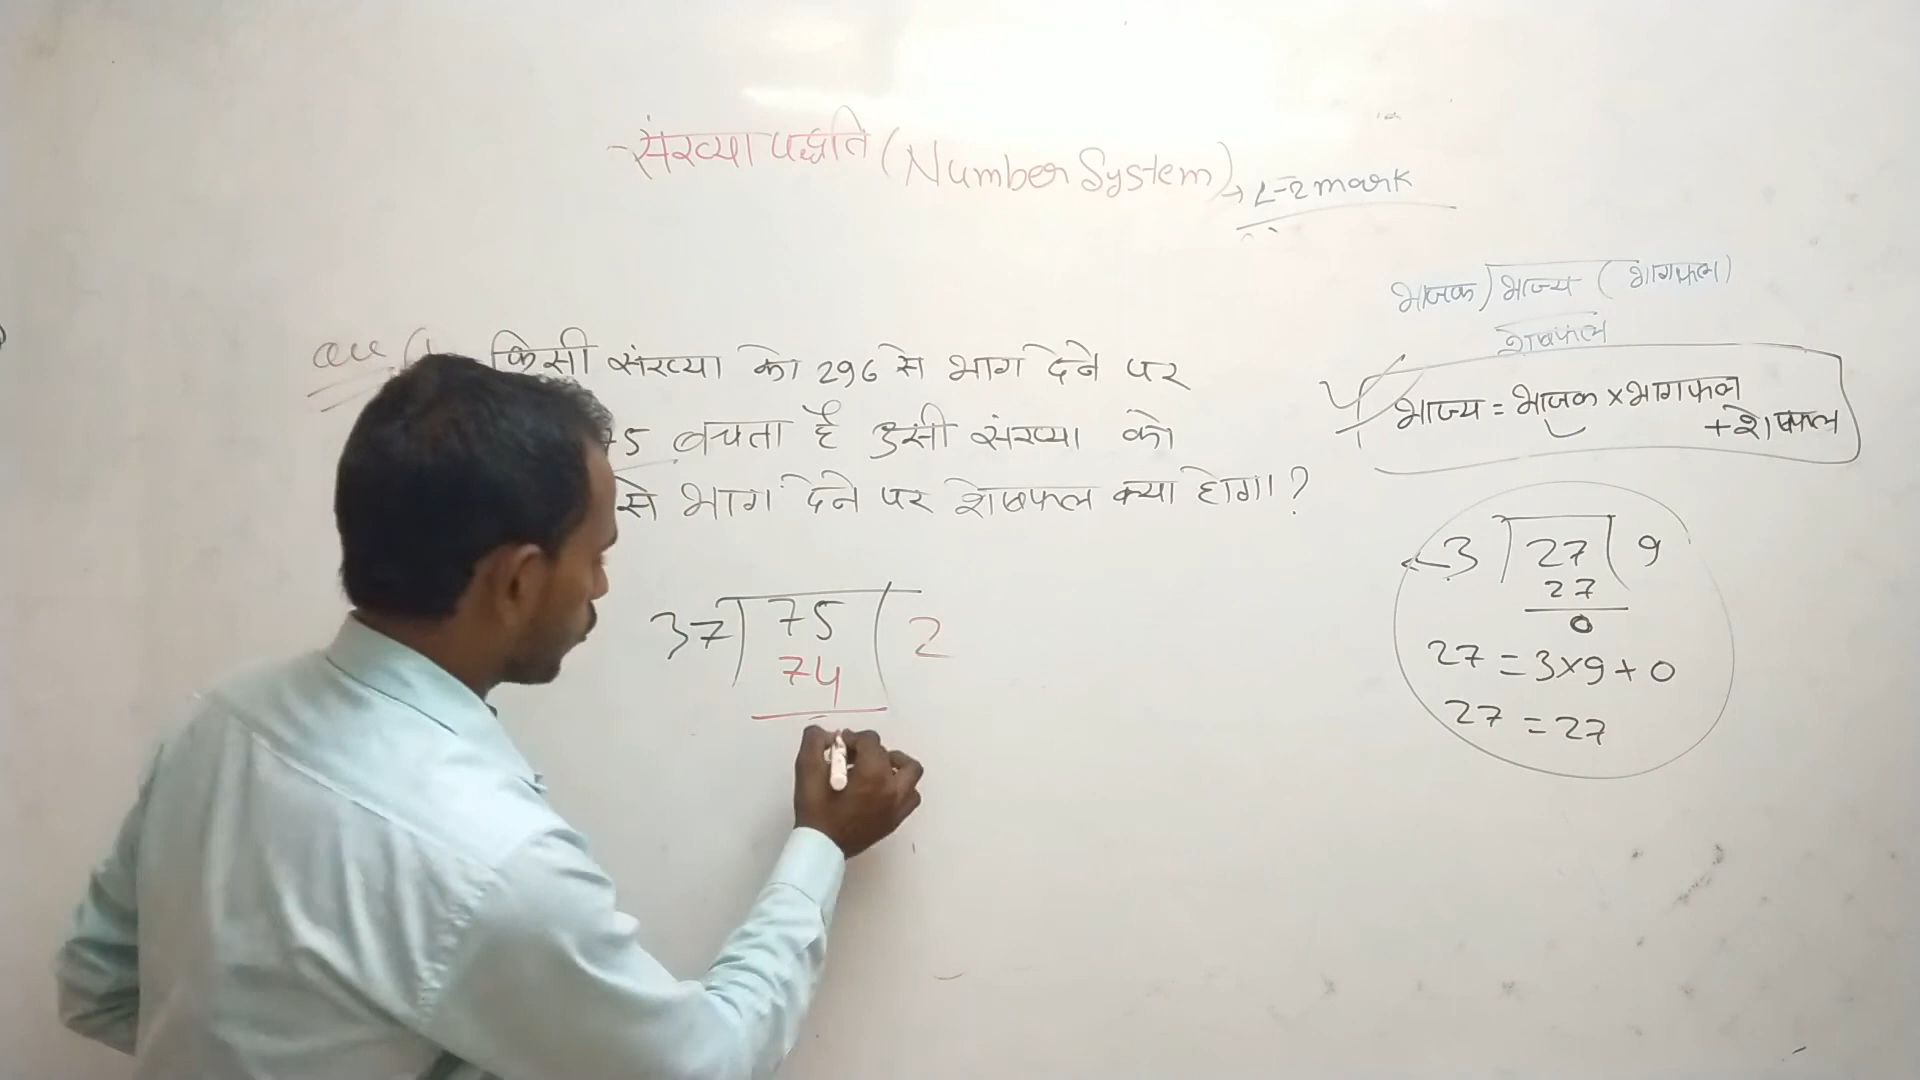 संख्या पद्धति (Number System) → 2 mark
भाजक) भाज्य (भागफल)
शेषफल
भाज्य = भाजक × भागफल
+ शेषफल
Que
किसी संख्या को 296 से भाग देने पर
75 बचता है उसी संख्या को
से भाग देने पर शेषफल क्या होगा?
37) 75 ( 2
74
3) 27 ( 9
27
0
27 = 3×9 + 0
27 = 27